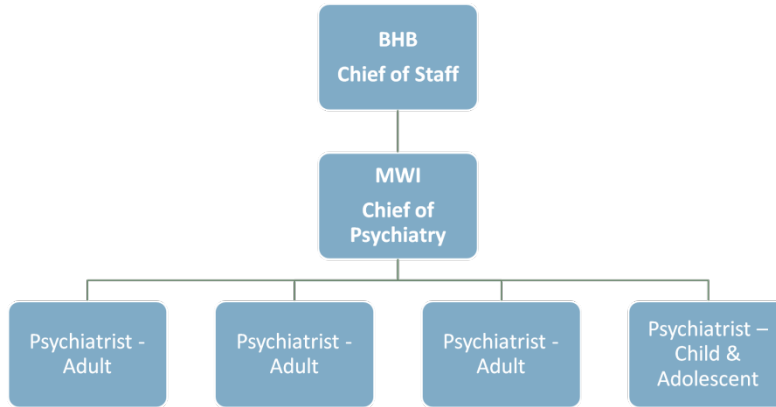 BHB
Chief of Staff
MWI
Chief of
Psychiatry
Psychiatrist -
Adult
Psychiatrist -
Adult
Psychiatrist -
Adult
Psychiatrist –
Child &
Adolescent